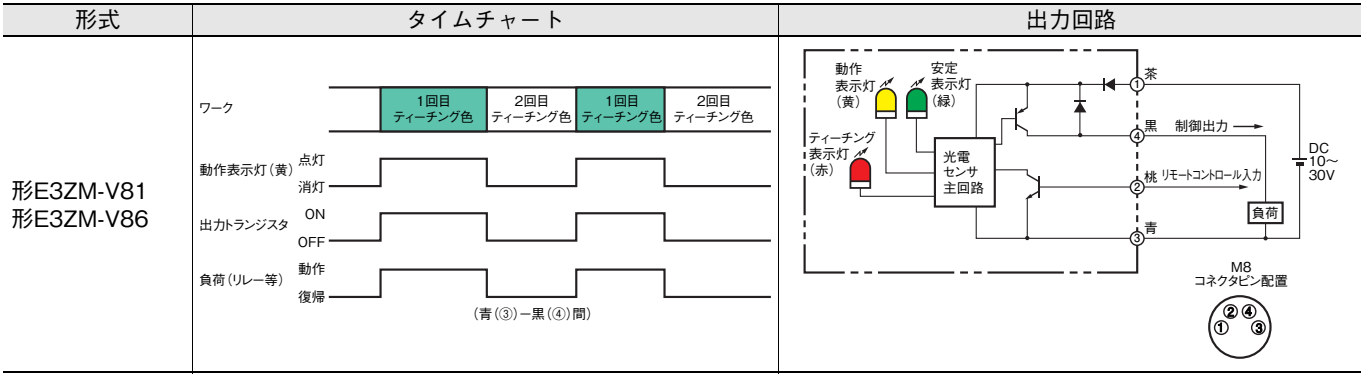 形式
タイムチャート
出力回路
形E3ZM-V81
形E3ZM-V86
ワーク
1回目
ティーチング色
2回目
ティーチング色
1回目
ティーチング色
2回目
ティーチング色
動作表示灯（黄）
点灯
消灯
出力トランジスタ
ON
OFF
負荷（リレー等）
動作
復帰
（青（③）－黒（④）間）
動作
表示灯
（黄）
安定
表示灯
（緑）
ティーチング
表示灯
（赤）
光電
センサ
主回路
① 茶
④ 黒 制御出力
② 桃 リモートコントロール入力
③ 青
負荷
DC
10～
30V
M8
コネクタピン配置
② ④
① ③